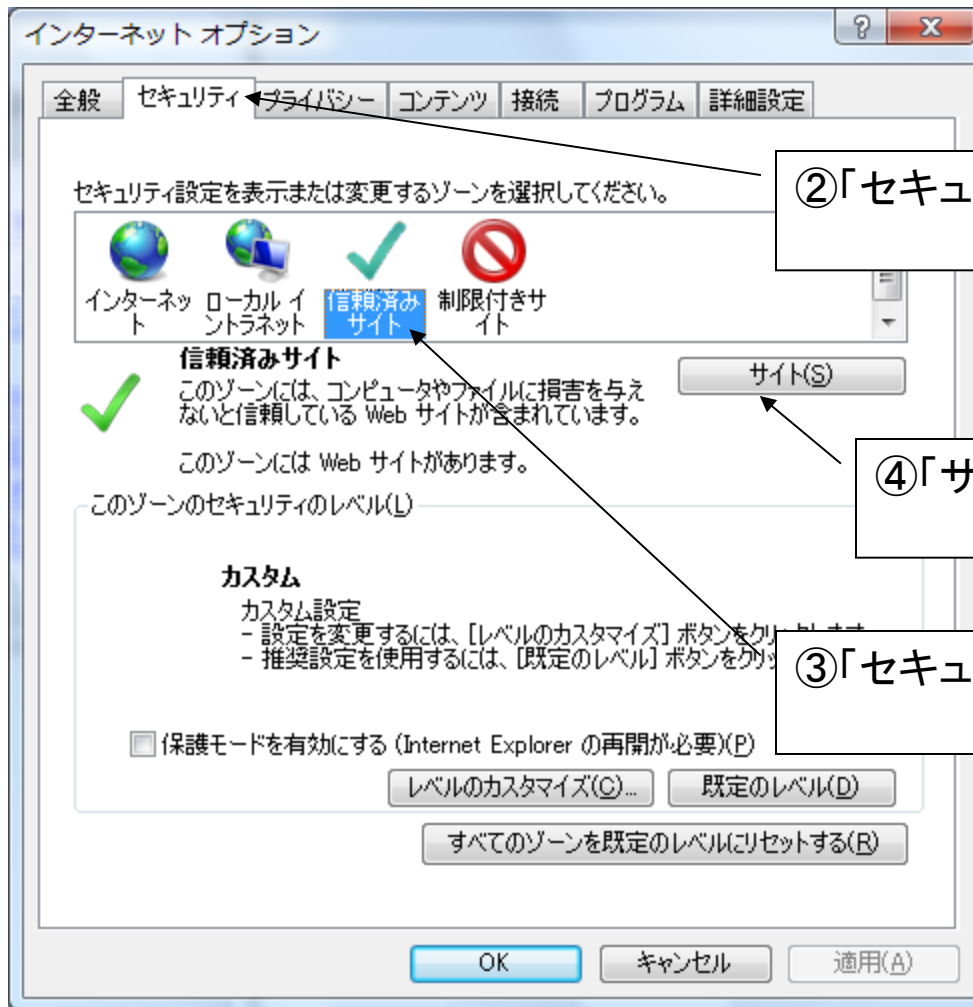 インターネット オプション
全般 セキュリティ プライバシー コンテンツ 接続 プログラム 詳細設定
②「セキュ
セキュリティ設定を表示または変更するゾーンを選択してください。
インターネッ
ト
ローカル イ
ントラネット
信頼済み
サイト
制限付きサ
イト
信頼済みサイト
サイト(S)
このゾーンには、コンピュータやファイルに損害を与え
ないと信頼している Web サイトが含まれています。
④「サ
このゾーンには Web サイトがあります。
このゾーンのセキュリティのレベル(L)
カスタム
カスタム設定
- 設定を変更するには、[レベルのカスタマイズ] ボタンをクリックします
- 推奨設定を使用するには、[既定のレベル] ボタンをクリッ
③「セキュ
保護モードを有効にする (Internet Explorer の再開が必要)(P)
レベルのカスタマイズ(C)... 既定のレベル(D)
すべてのゾーンを既定のレベルにリセットする(R)
OK キャンセル 適用(A)